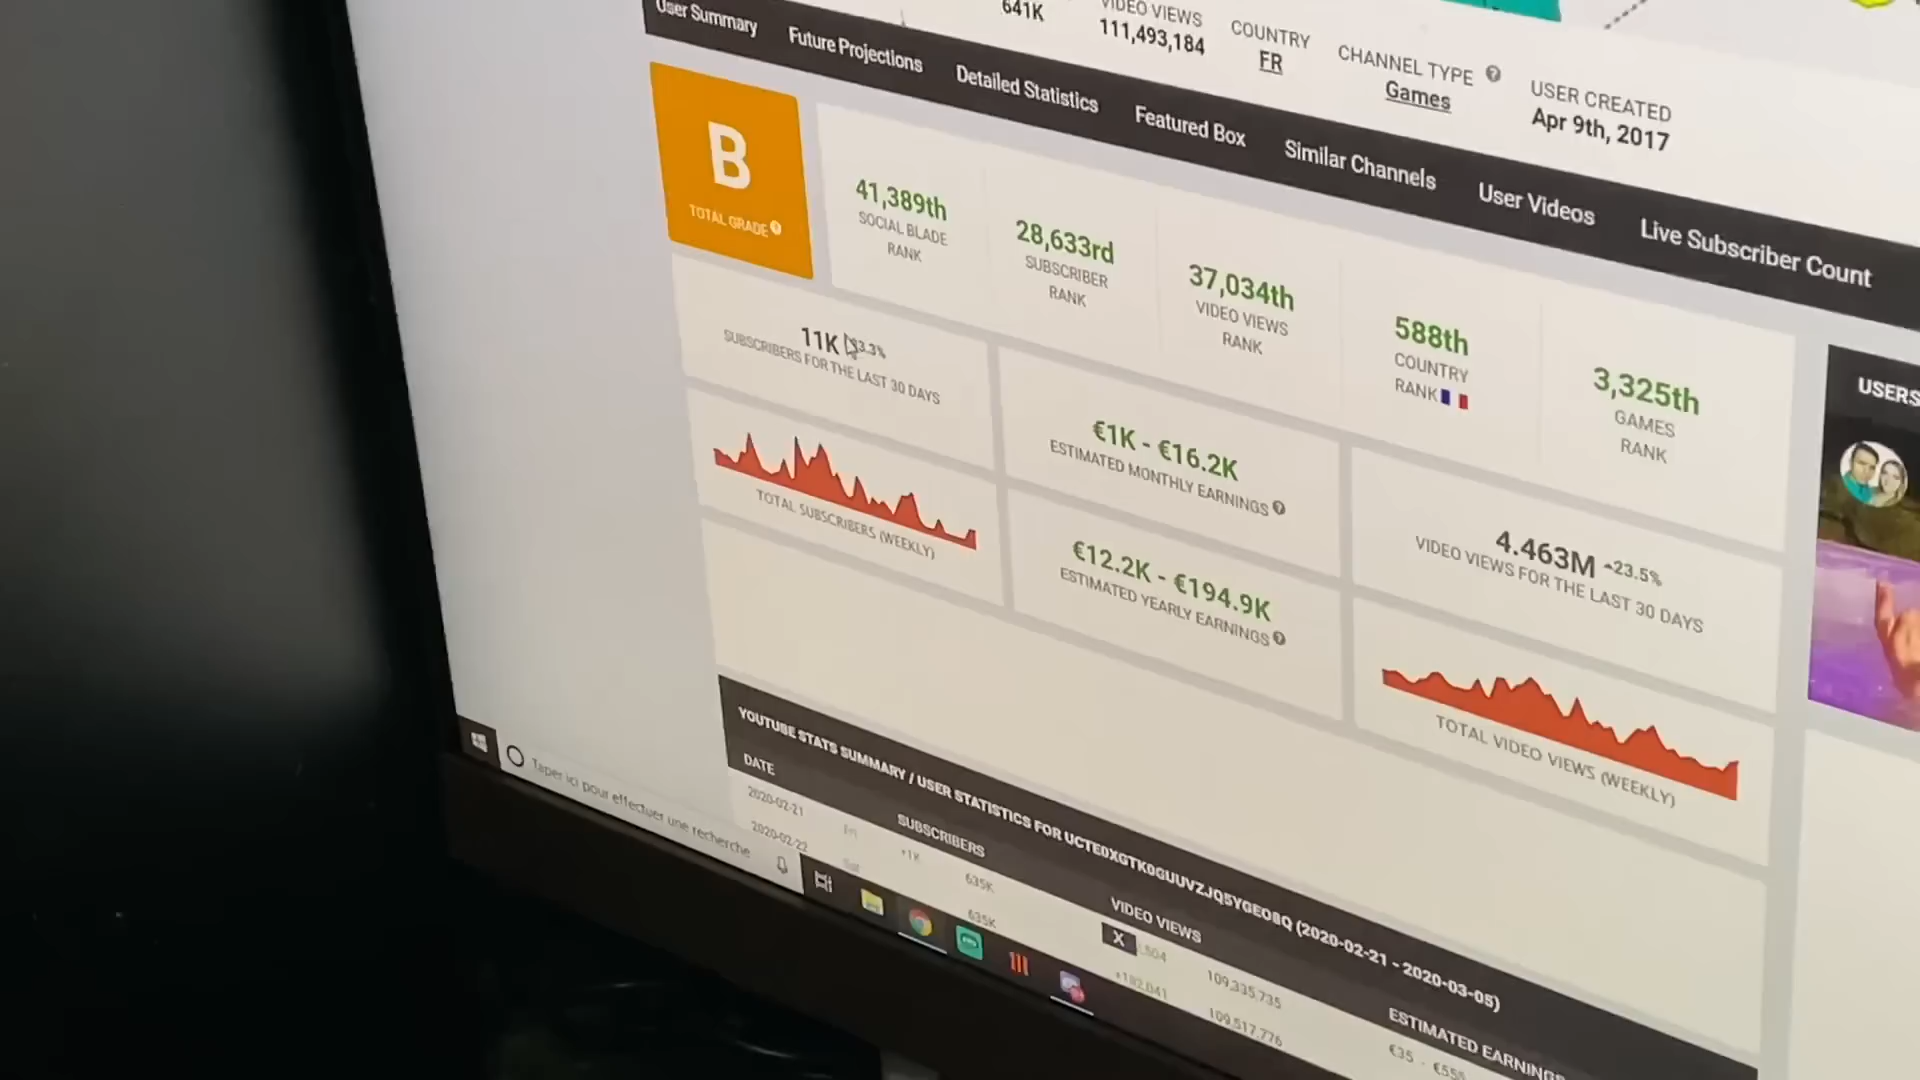 641K
VIDEO VIEWS
111,493,184
COUNTRY
FR
CHANNEL TYPE
Games
USER CREATED
Apr 9th, 2017
User Summary
Future Projections
Detailed Statistics
Featured Box
Similar Channels
User Videos
Live Subscriber Count
B
TOTAL GRADE
41,389th
SOCIAL BLADE
RANK
28,633rd
SUBSCRIBER
RANK
37,034th
VIDEO VIEWS
RANK
588th
COUNTRY
RANK
3,325th
GAMES
RANK
USERS
11K
SUBSCRIBERS FOR THE LAST 30 DAYS
€1K - €16.2K
ESTIMATED MONTHLY EARNINGS
4.463M 23.5%
VIDEO VIEWS FOR THE LAST 30 DAYS
TOTAL SUBSCRIBERS (WEEKLY)
€12.2K - €194.9K
ESTIMATED YEARLY EARNINGS
TOTAL VIDEO VIEWS (WEEKLY)
YOUTUBE STATS SUMMARY / USER STATISTICS FOR (2020-02-21 - 2020-03-05)
DATE
SUBSCRIBERS
VIDEO VIEWS
ESTIMATED EARNINGS
2020-02-21
Fri
+1K
635K
109,335,735
€35 -
2020-02-22
Sat
635K
+182,041
109,517,776
X
Taper ici pour effectuer une recherche